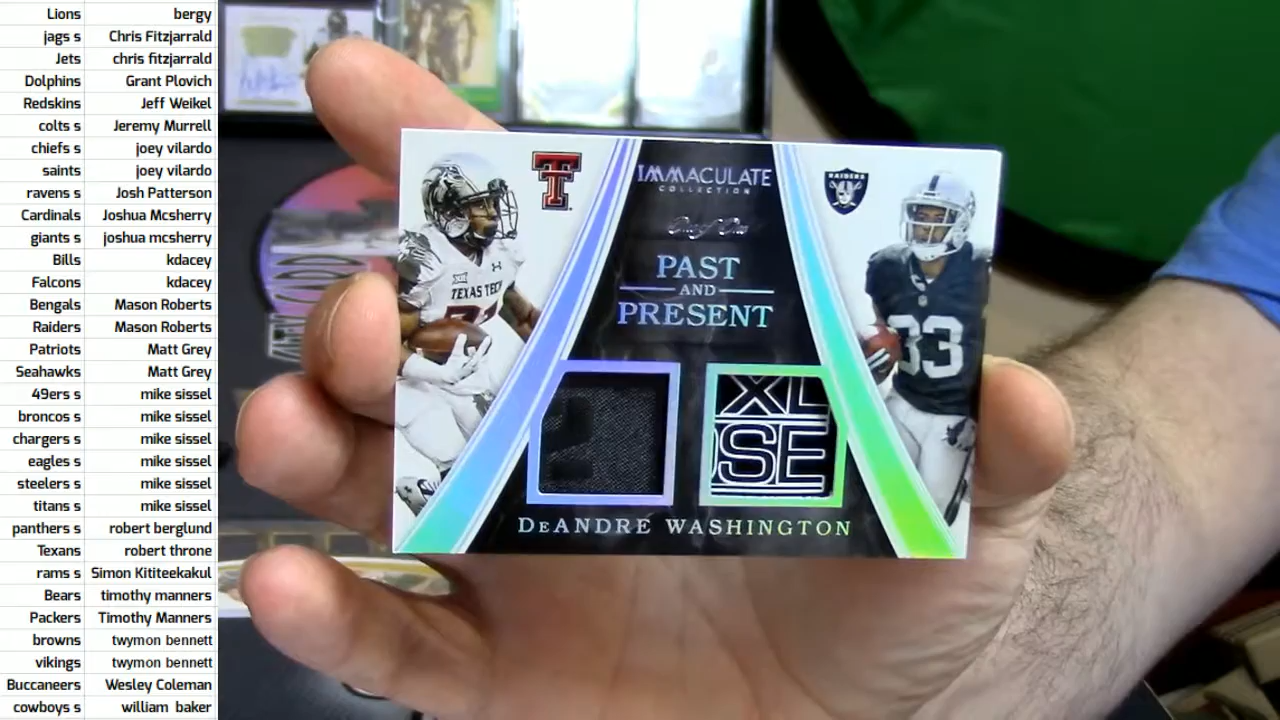 Lions bergy
jags s Chris Fitzjarrald
Jets chris fitzjarrald
Dolphins Grant Plovich
Redskins Jeff Weikel
colts s Jeremy Murrell
chiefs s joey vilardo
saints joey vilardo
ravens s Josh Patterson
Cardinals Joshua Mcsherry
giants s joshua mcsherry
Bills kdacey
Falcons kdacey
Bengals Mason Roberts
Raiders Mason Roberts
Patriots Matt Grey
Seahawks Matt Grey
49ers s mike sissel
broncos s mike sissel
chargers s mike sissel
eagles s mike sissel
steelers s mike sissel
titans s mike sissel
panthers s robert berglund
Texans robert throne
rams s Simon Kititeekakul
Bears timothy manners
Packers Timothy Manners
browns twymon bennett
vikings twymon bennett
Buccaneers Wesley Coleman
cowboys s william baker
IMMACULATE
COLLECTION
One of One
PAST
AND
PRESENT
T
RAIDERS
TEXAS TECH
33
XL
OSE
DEANDRE WASHINGTON